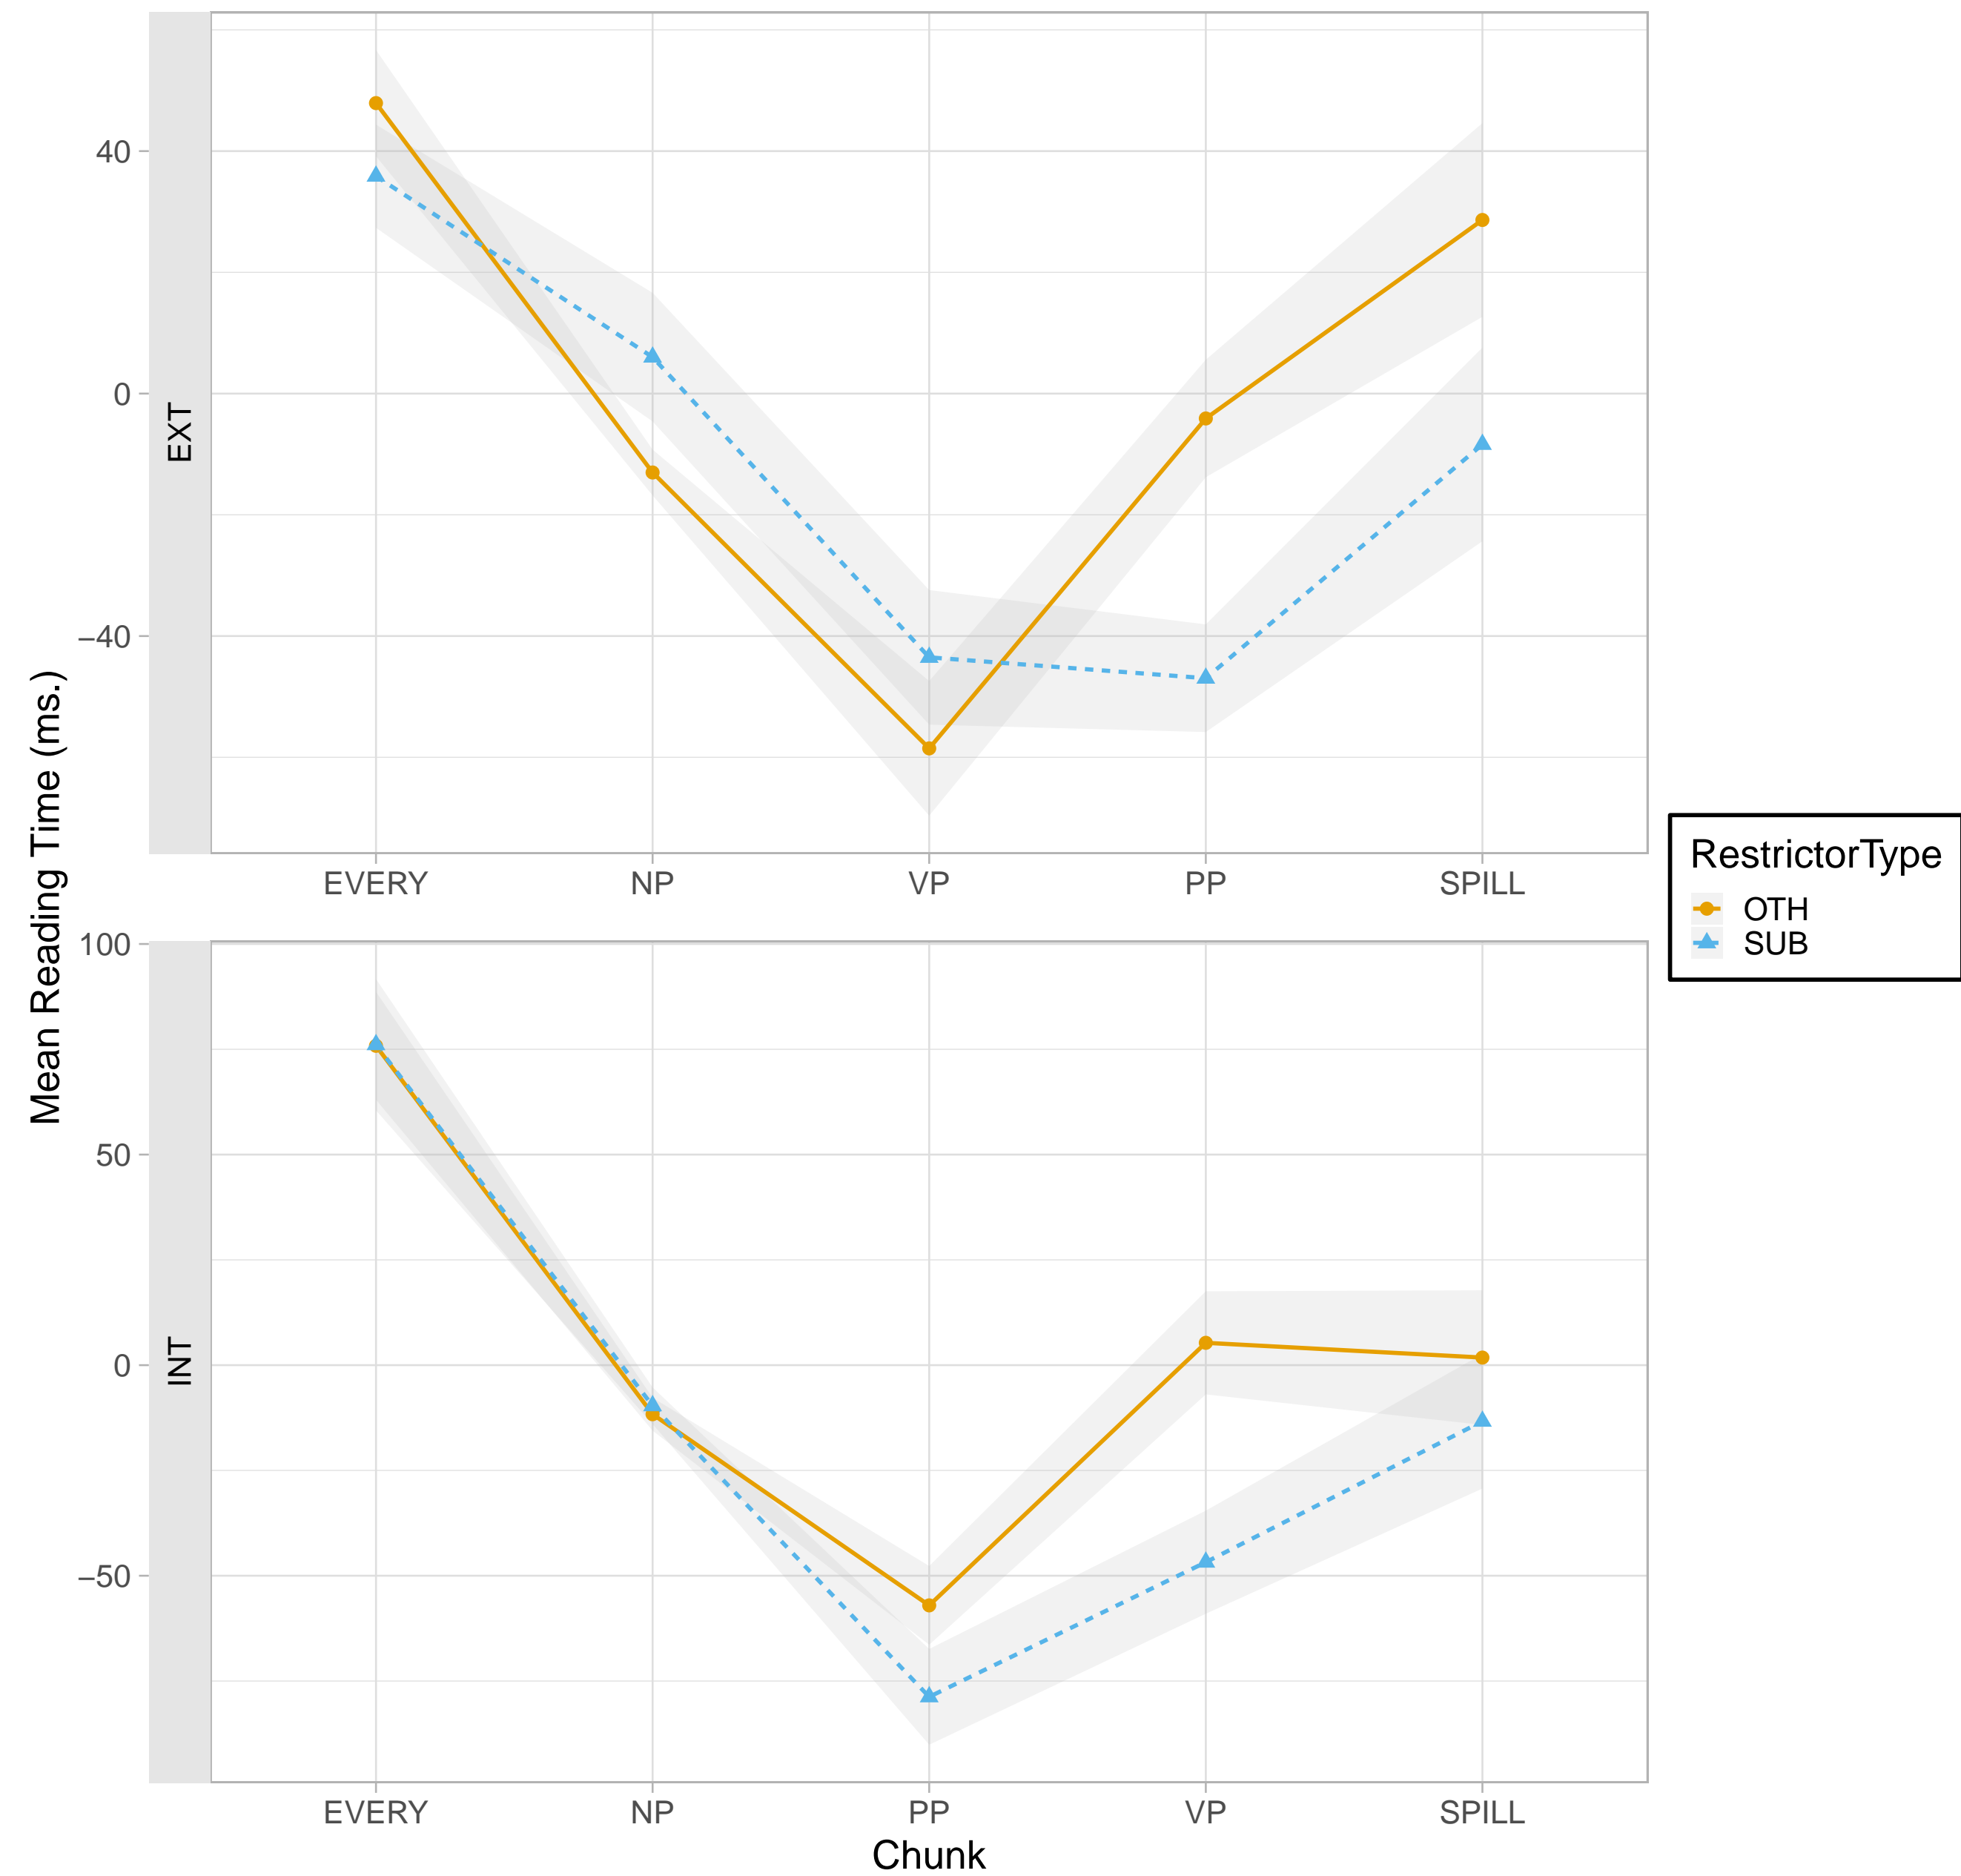 Mean Reading Time (ms.)
EXT
40
0
−40
EVERY NP VP PP SPILL
RestrictorType
OTH
SUB
INT
100
50
0
−50
EVERY NP PP VP SPILL
Chunk